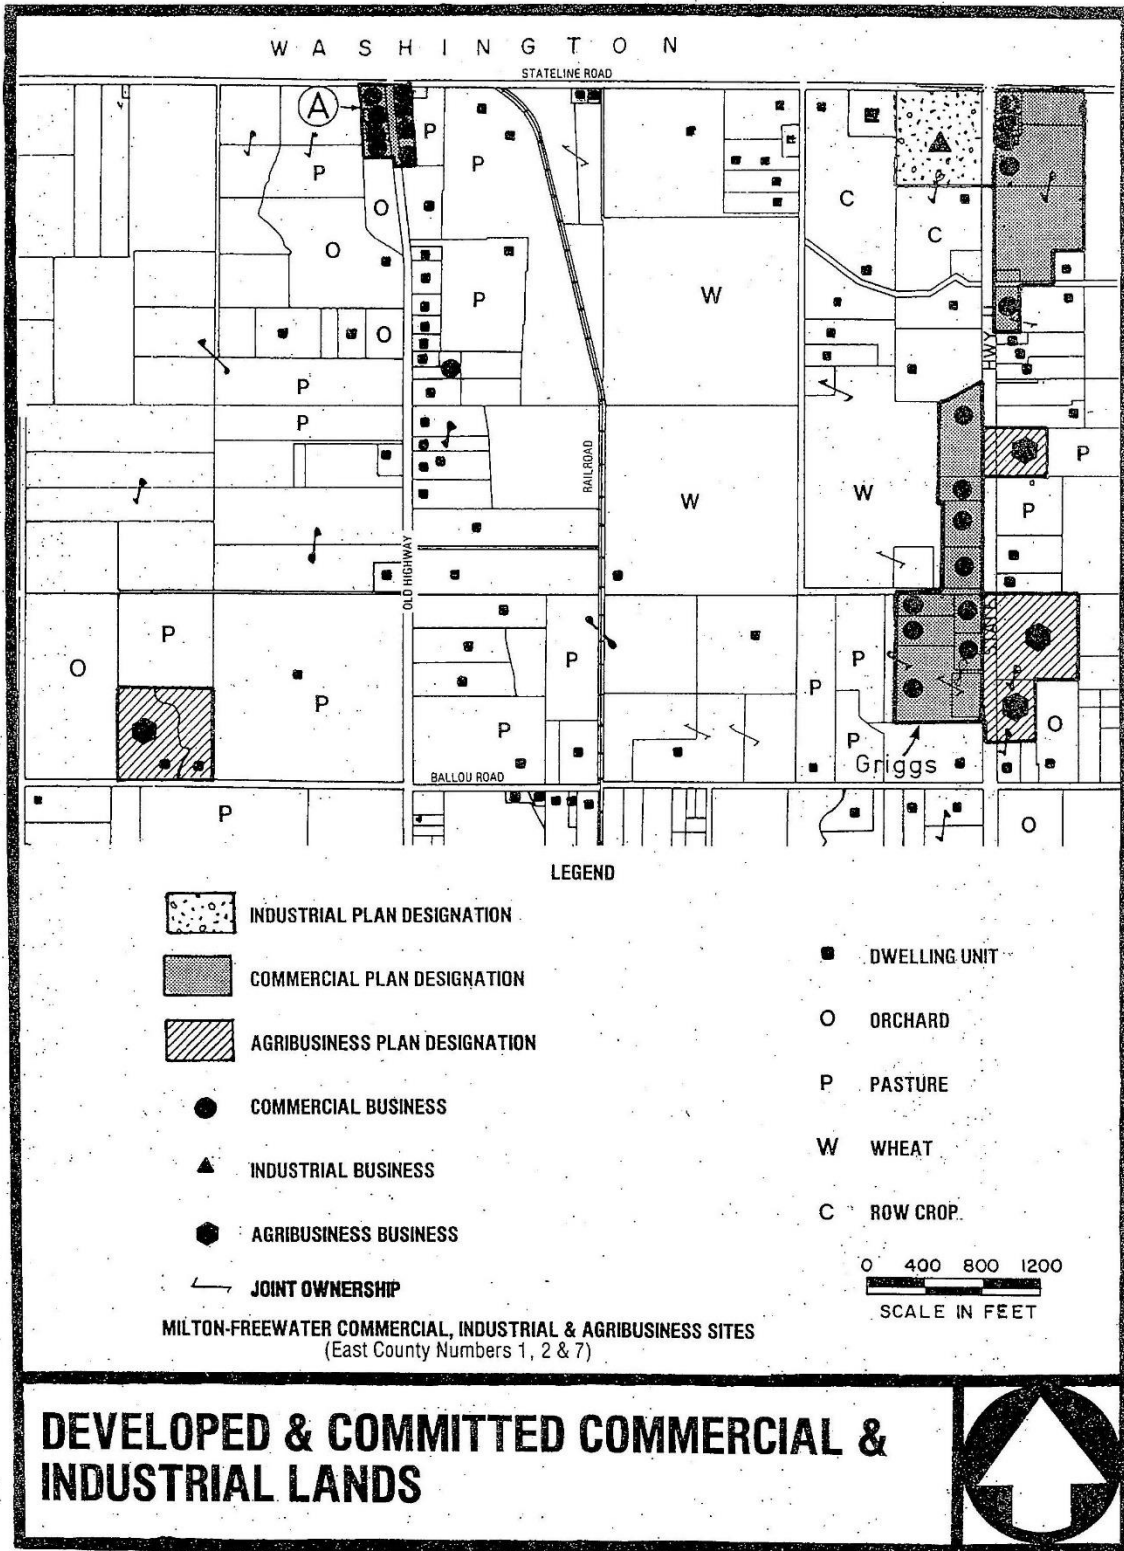 WASHINGTON
STATELINE ROAD
A
P
P
P
O
O
C
C
P
W
O
HWY
P
P
RAILROAD
P
W
W
P
OLD HIGHWAY
STATE
P
O
P
P
P
P
P
P
O
Griggs
BALLOU ROAD
P
O
LEGEND
INDUSTRIAL PLAN DESIGNATION
COMMERCIAL PLAN DESIGNATION
AGRIBUSINESS PLAN DESIGNATION
COMMERCIAL BUSINESS
INDUSTRIAL BUSINESS
AGRIBUSINESS BUSINESS
JOINT OWNERSHIP
DWELLING UNIT
O ORCHARD
P PASTURE
W WHEAT
C ROW CROP
0 400 800 1200
SCALE IN FEET
MILTON-FREEWATER COMMERCIAL, INDUSTRIAL & AGRIBUSINESS SITES
(East County Numbers 1, 2 & 7)
DEVELOPED & COMMITTED COMMERCIAL &
INDUSTRIAL LANDS